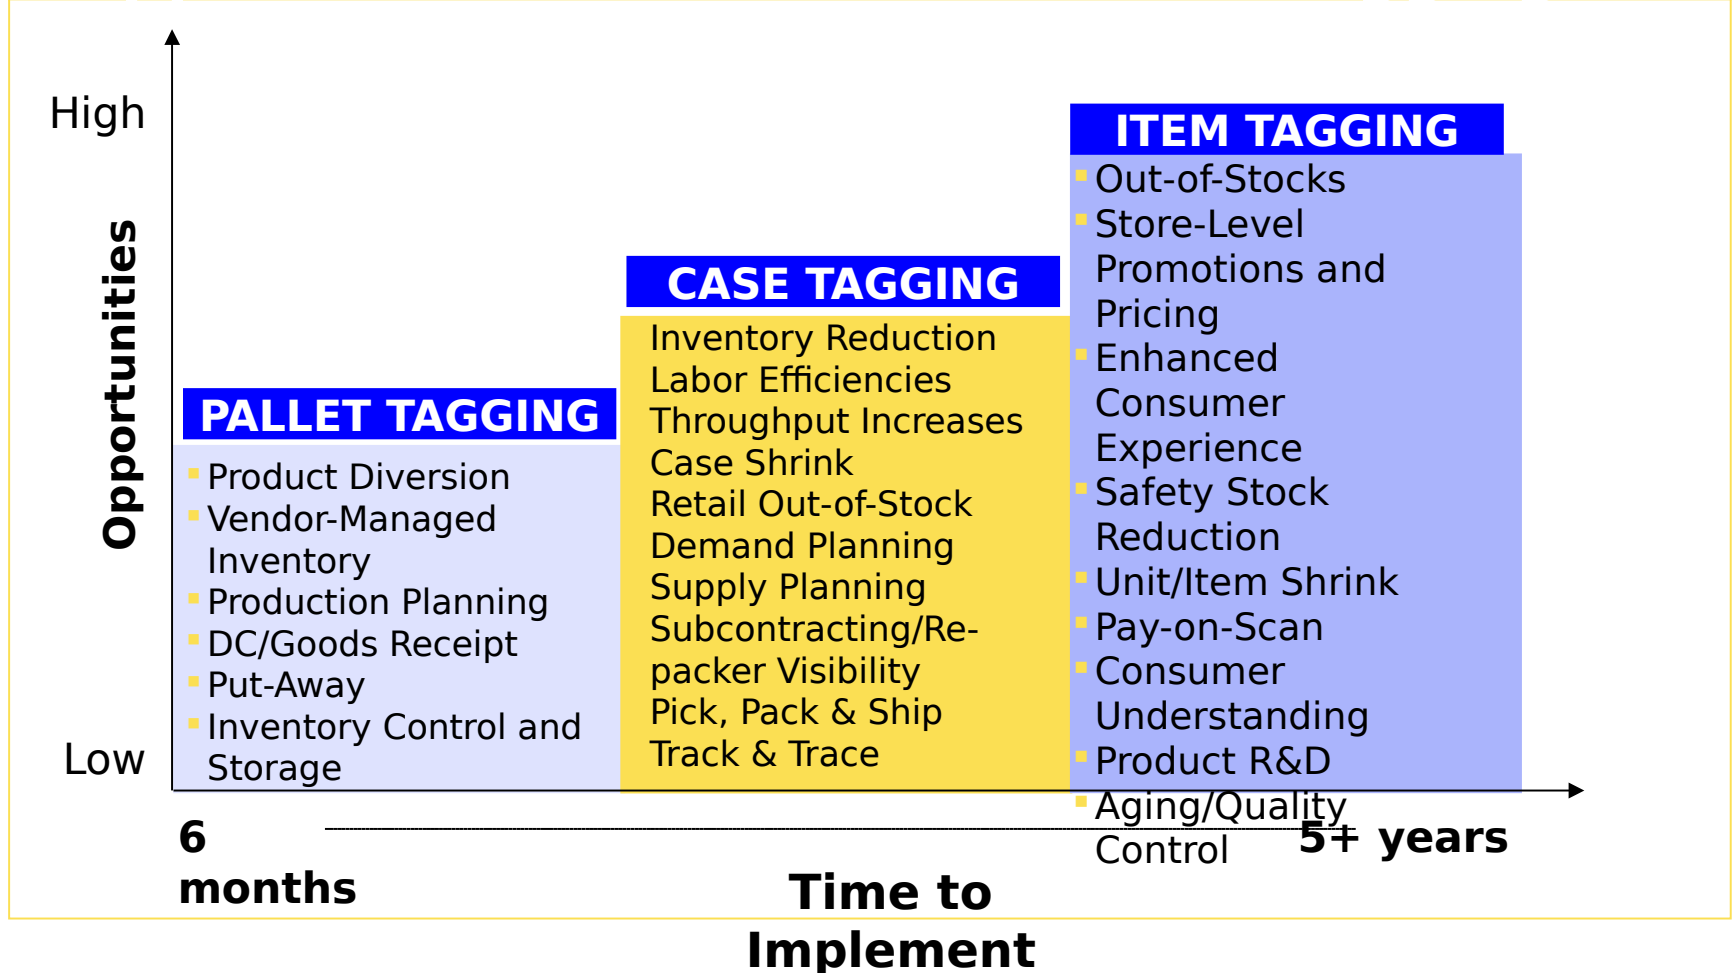 High
Opportunities
Low
PALLET TAGGING
Product Diversion
Vendor-Managed
Inventory
Production Planning
DC/Goods Receipt
Put-Away
Inventory Control and
Storage
CASE TAGGING
Inventory Reduction
Labor Efficiencies
Throughput Increases
Case Shrink
Retail Out-of-Stock
Demand Planning
Supply Planning
Subcontracting/Re-
packer Visibility
Pick, Pack & Ship
Track & Trace
ITEM TAGGING
Out-of-Stocks
Store-Level
Promotions and
Pricing
Enhanced
Consumer
Experience
Safety Stock
Reduction
Unit/Item Shrink
Pay-on-Scan
Consumer
Understanding
Product R&D
Aging/Quality
Control
6
months
5+ years
Time to
Implement